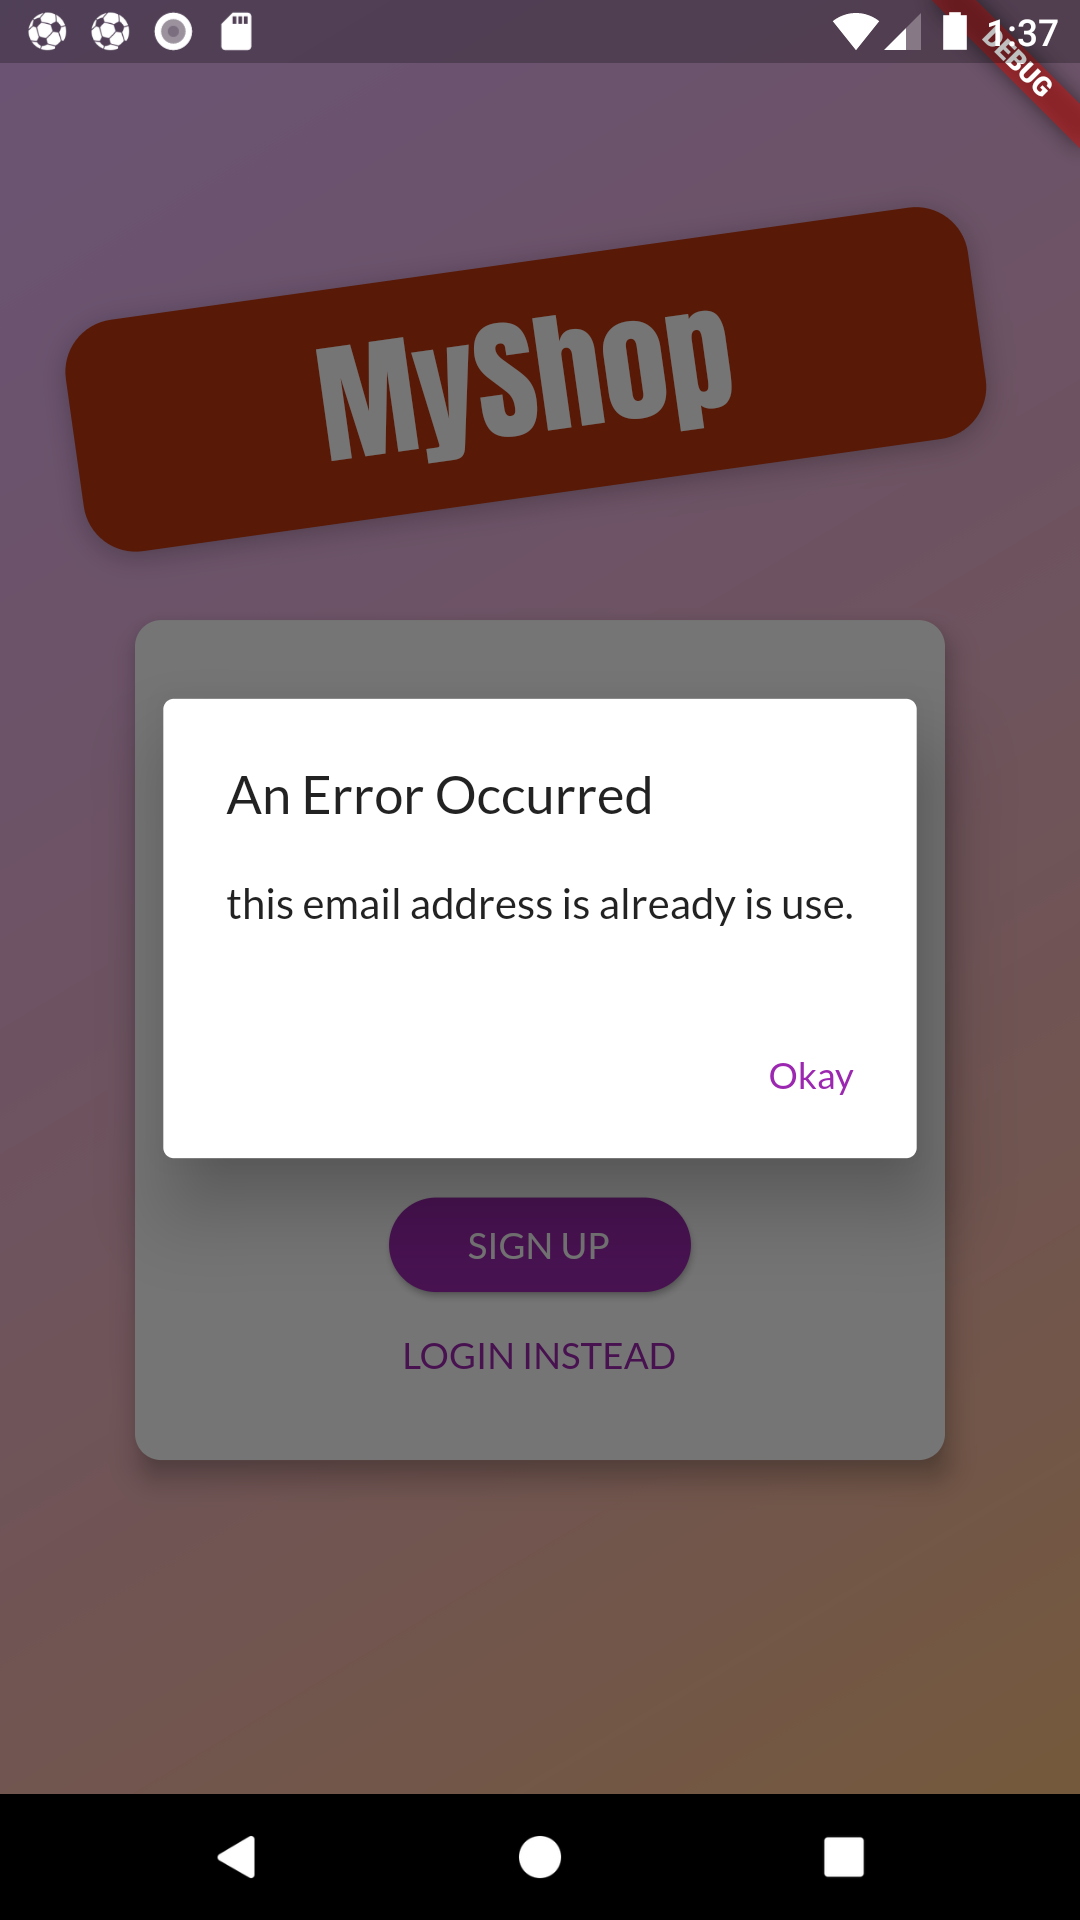 1:37
DEBUG
MyShop
An Error Occurred
this email address is already is use.
Okay
SIGN UP
LOGIN INSTEAD